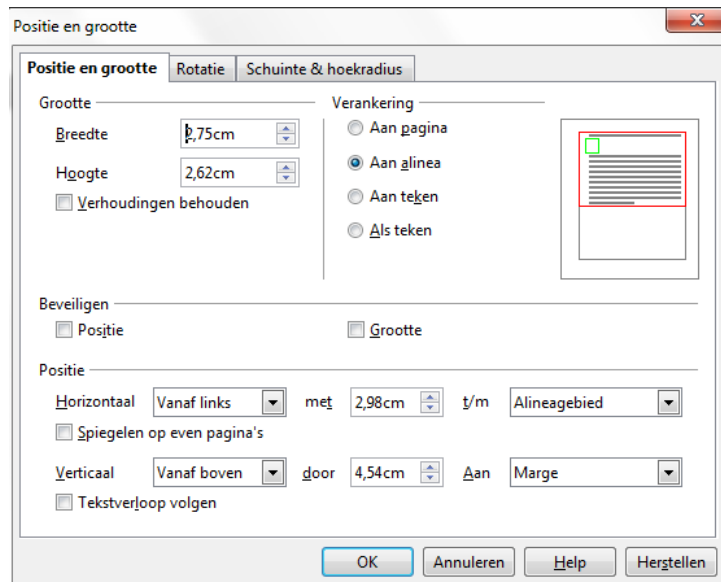 Positie en grootte
Positie en grootte Rotatie Schuinte & hoekradius
Grootte
Breedte 2,75cm
Hoogte 2,62cm
Verhoudingen behouden
Verankering
Aan pagina
Aan alinea
Aan teken
Als teken
Beveiligen
Positie Grootte
Positie
Horizontaal Vanaf links met 2,98cm t/m Alineagebied
Spiegelen op even pagina's
Verticaal Vanaf boven door 4,54cm Aan Marge
Tekstverloop volgen
OK Annuleren Help Herstellen